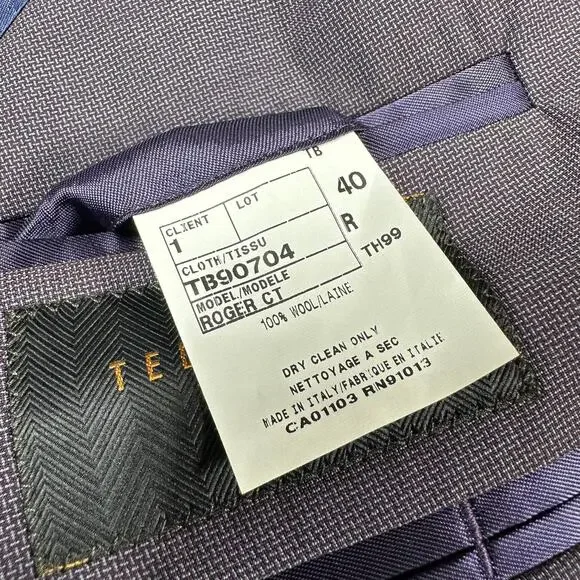 TB
CLIENT LOT 40
1
CLOTH/TISSU R
TB90704
MODEL/MODELE TH99
ROGER CT
100% WOOL/LAINE
DRY CLEAN ONLY
NETTOYAGE A SEC
MADE IN ITALY/FABRIQUE EN ITALIE
CA01103 RN91013
TE